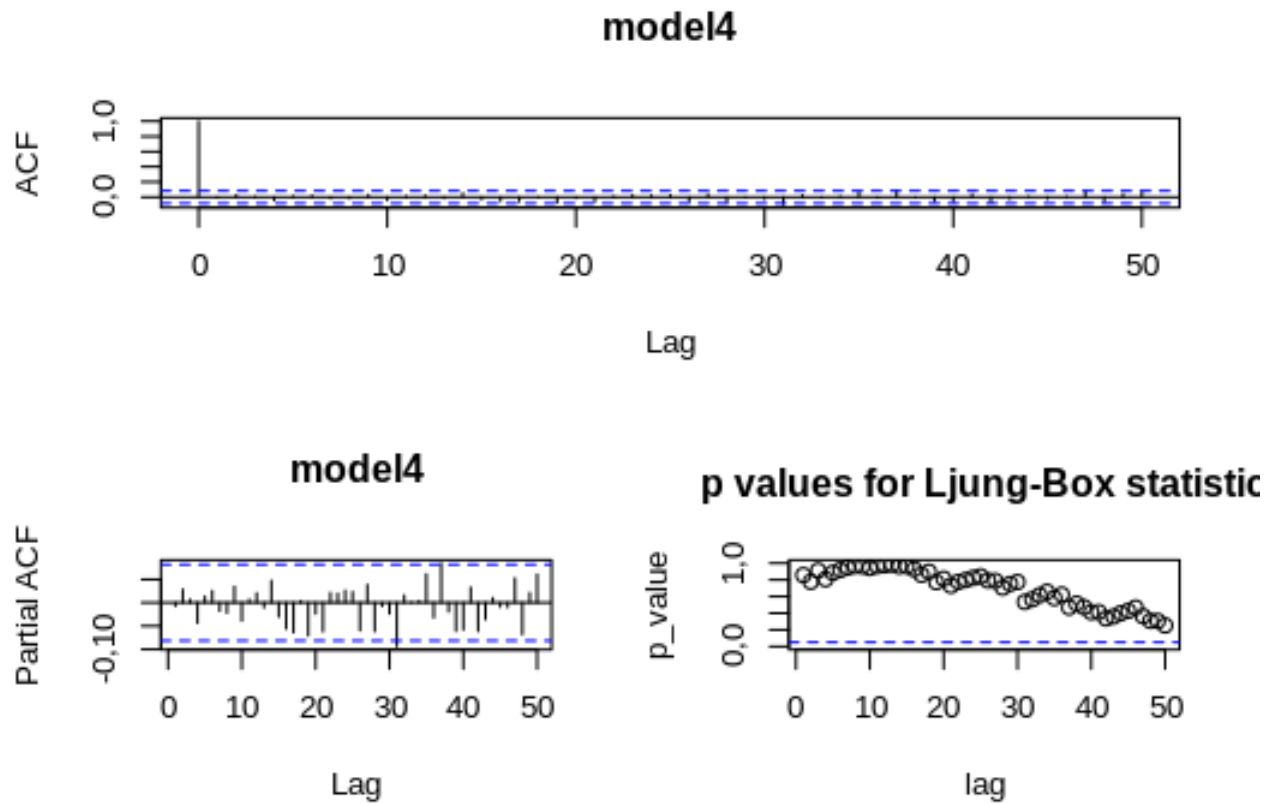 model4
ACF
1,0
0,0
0 10 20 30 40 50
Lag
model4
Partial ACF
-0,10
0 10 20 30 40 50
Lag
p values for Ljung-Box statistic
p_value
1,0
0,0
0 10 20 30 40 50
lag